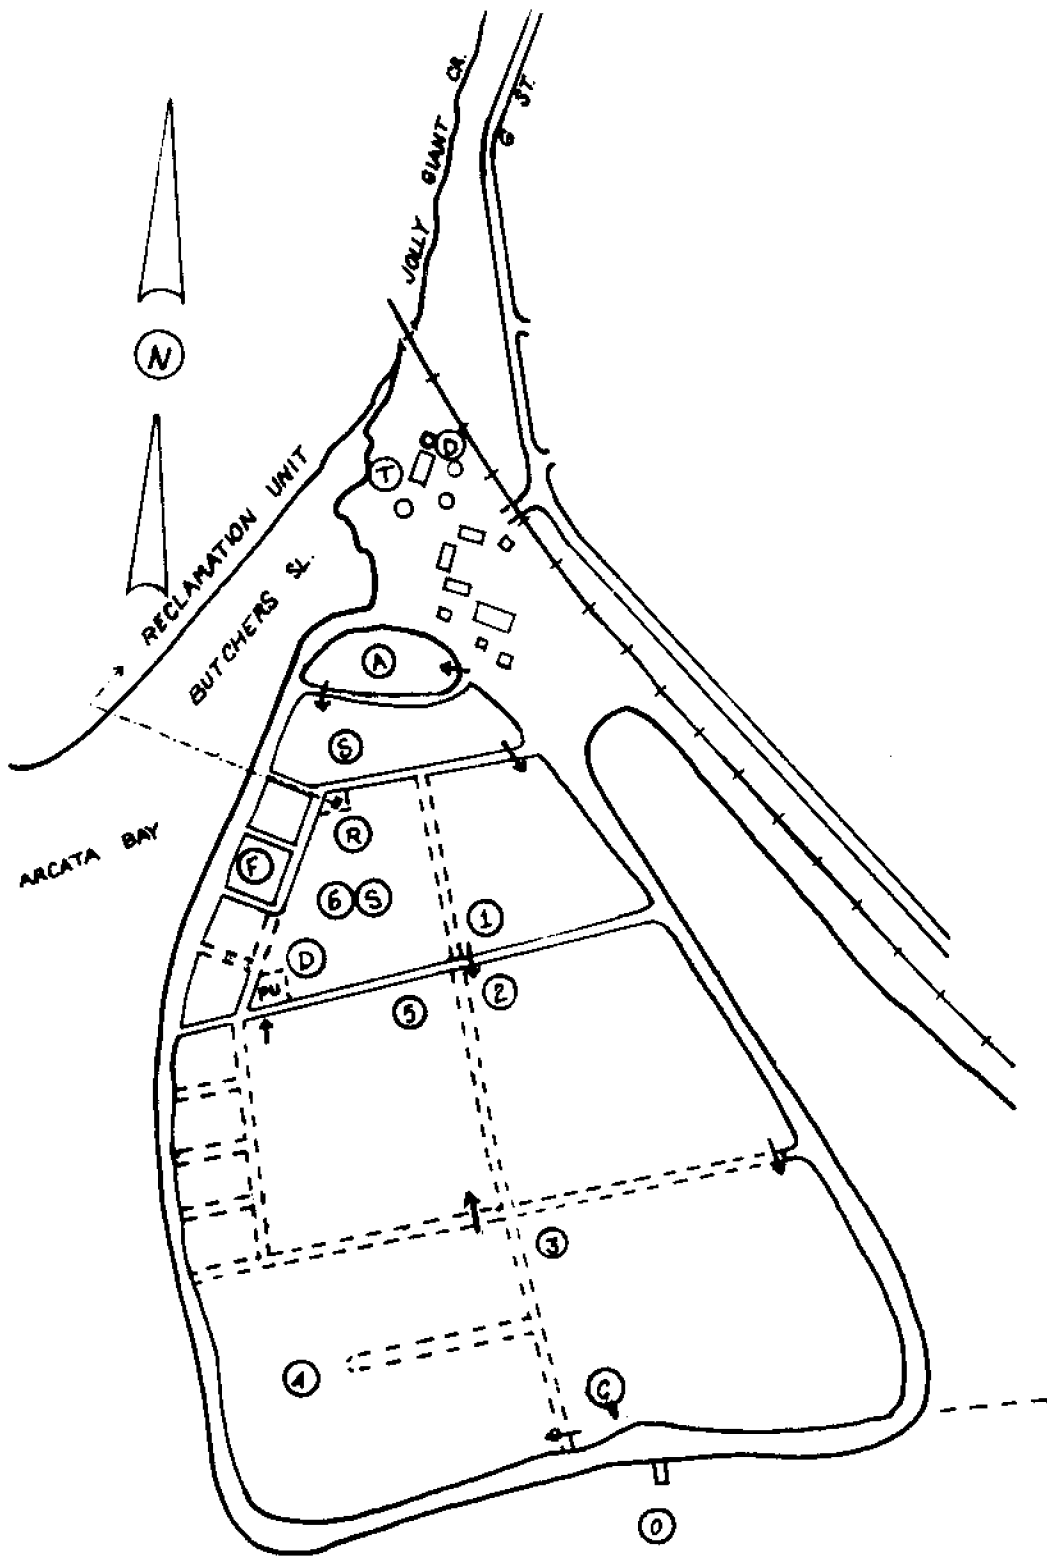 JOLLY GIANT CR.
G ST.
N
RECLAMATION UNIT
BUTCHERS SL.
ARCATA BAY
D
T
A
S
R
F
6 S
1
D
PU
2
5
3
4
C
O